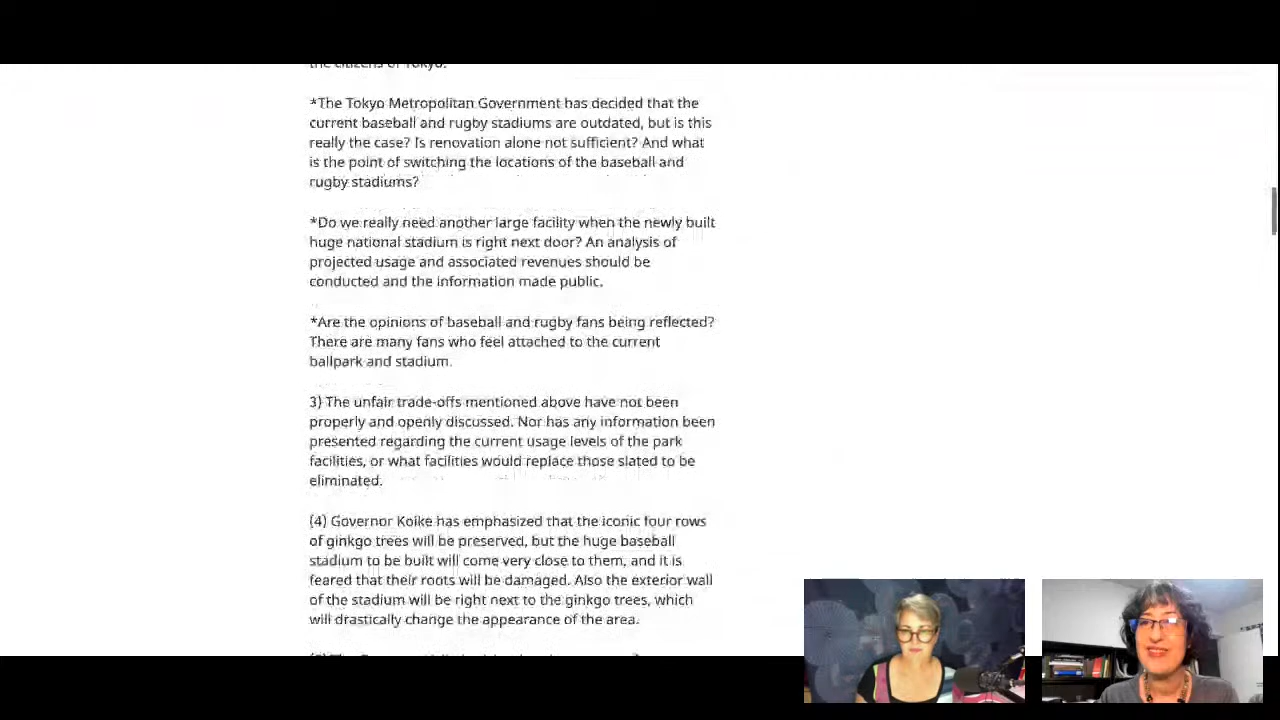 the citizens of Tokyo.
*The Tokyo Metropolitan Government has decided that the
current baseball and rugby stadiums are outdated, but is this
really the case? Is renovation alone not sufficient? And what
is the point of switching the locations of the baseball and
rugby stadiums?
*Do we really need another large facility when the newly built
huge national stadium is right next door? An analysis of
projected usage and associated revenues should be
conducted and the information made public.
*Are the opinions of baseball and rugby fans being reflected?
There are many fans who feel attached to the current
ballpark and stadium.
3) The unfair trade-offs mentioned above have not been
properly and openly discussed. Nor has any information been
presented regarding the current usage levels of the park
facilities, or what facilities would replace those slated to be
eliminated.
(4) Governor Koike has emphasized that the iconic four rows
of ginkgo trees will be preserved, but the huge baseball
stadium to be built will come very close to them, and it is
feared that their roots will be damaged. Also the exterior wall
of the stadium will be right next to the ginkgo trees, which
will drastically change the appearance of the area.